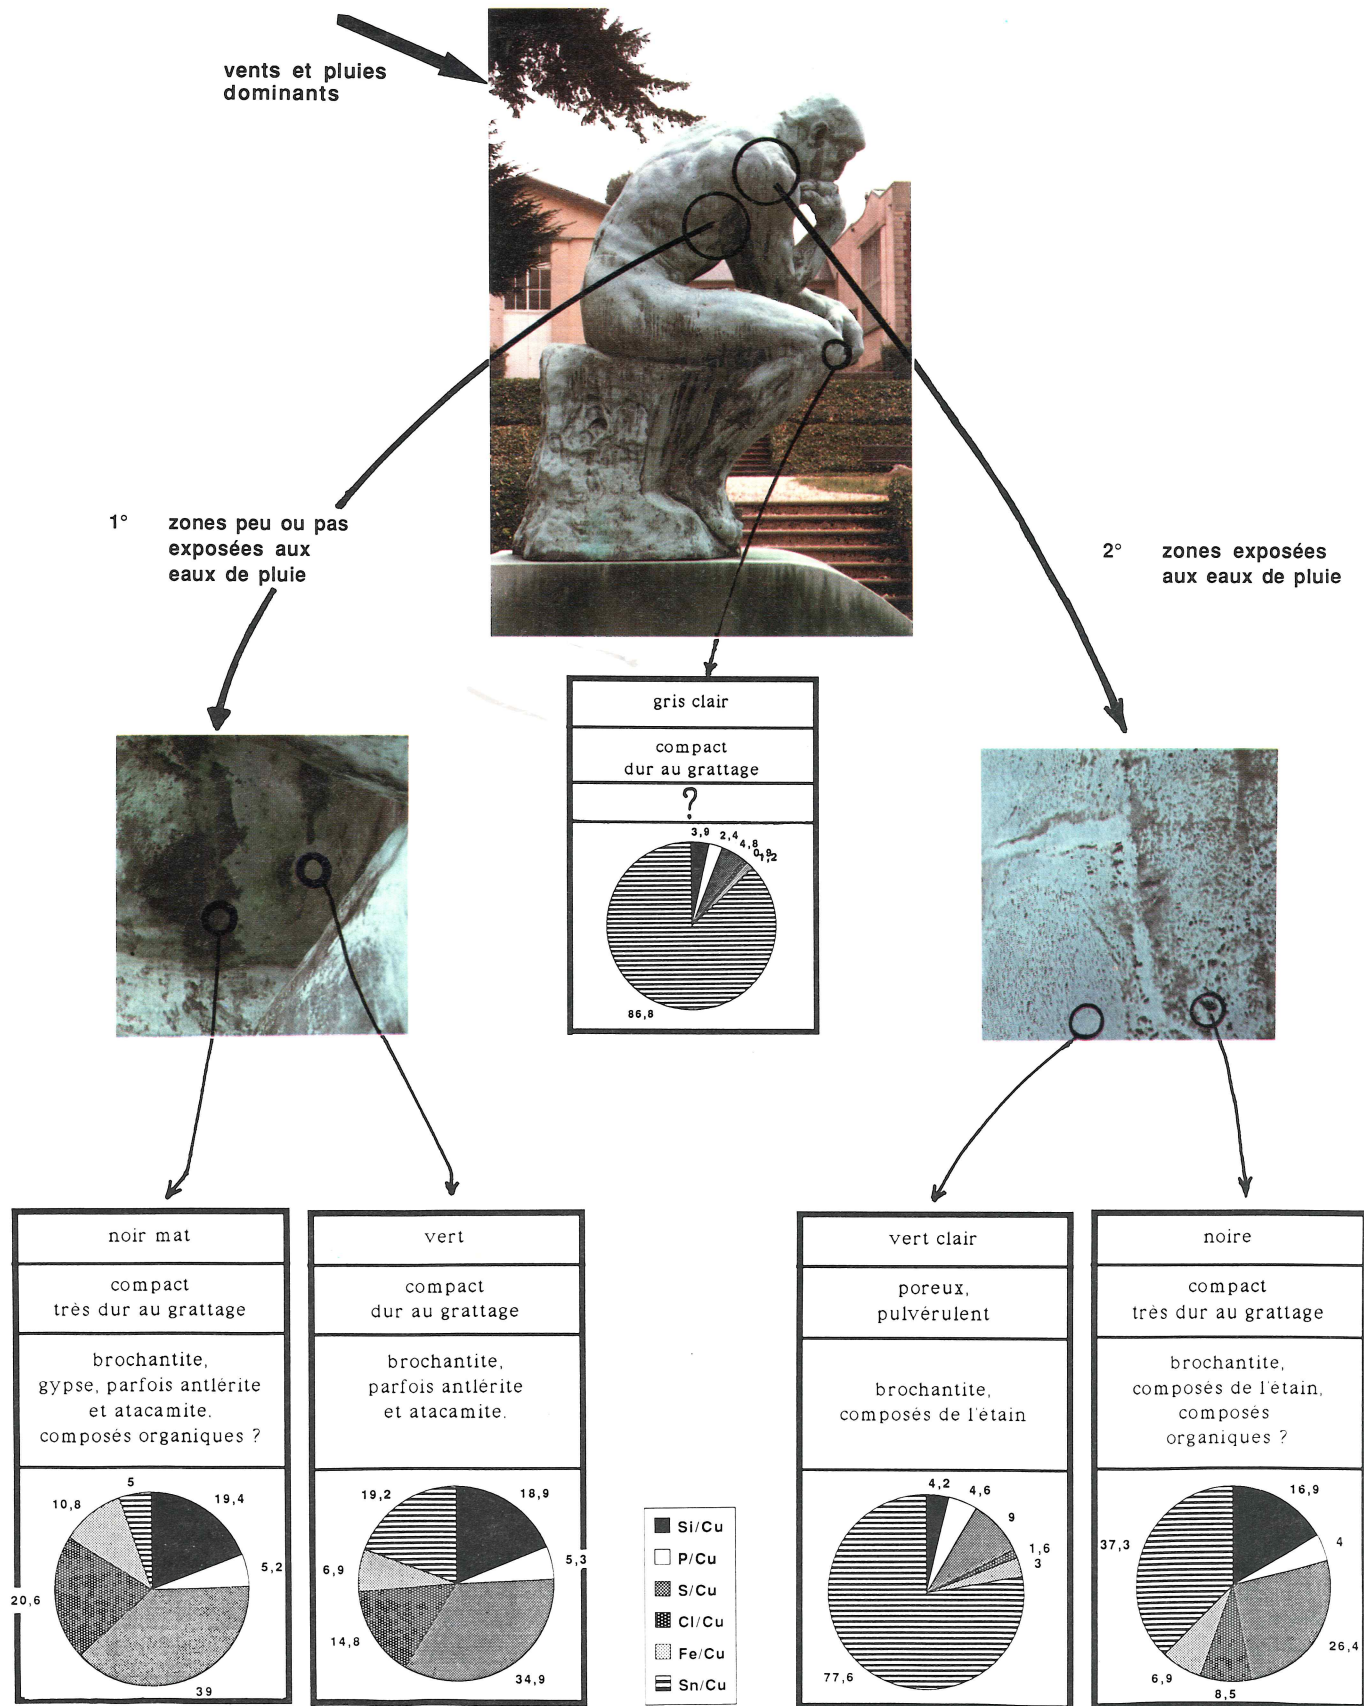 vents et pluies
dominants
1° zones peu ou pas
exposées aux
eaux de pluie
2° zones exposées
aux eaux de pluie
gris clair
compact
dur au grattage
?
3,9
2,4
4,8
86,8
noir mat
compact
très dur au grattage
brochantite,
gypse, parfois antlérite
et atacamite.
composés organiques ?
5
10,8
19,4
5,2
20,6
39
vert
compact
dur au grattage
brochantite,
parfois antlérite
et atacamite.
19,2
18,9
5,3
6,9
14,8
34,9
Si/Cu
P/Cu
S/Cu
Cl/Cu
Fe/Cu
Sn/Cu
vert clair
poreux,
pulvérulent
brochantite,
composés de l'étain
4,2
4,6
9
1,6
3
77,6
noire
compact
très dur au grattage
brochantite,
composés de l'étain,
composés
organiques ?
16,9
4
37,3
26,4
6,9
8,5